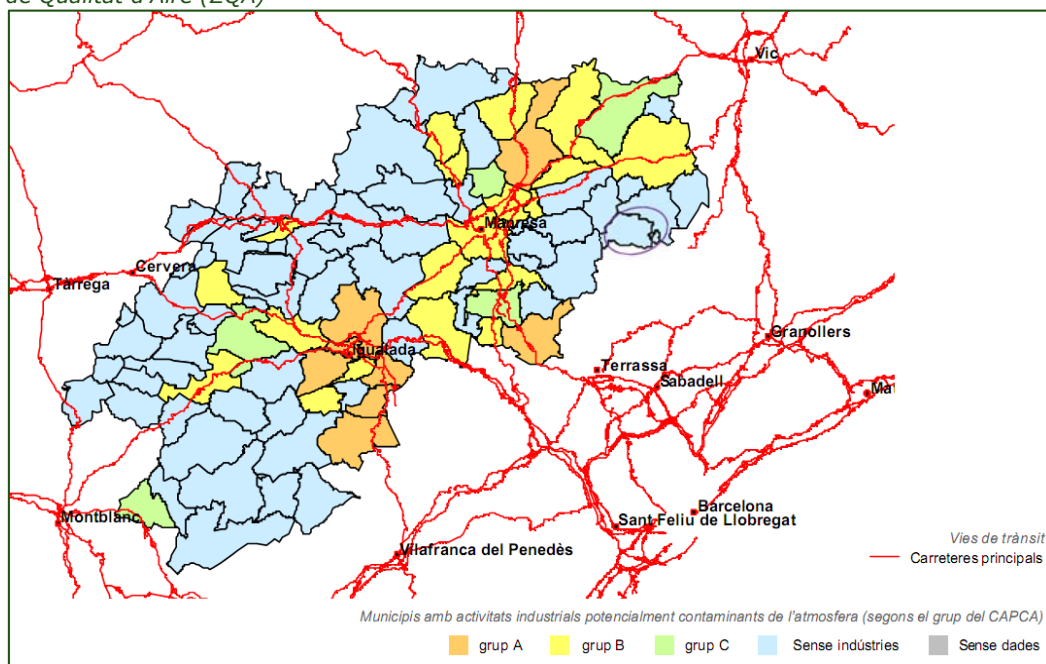 de Qualitat d'Aire (ZQA)
Vic
Manresa
Cervera
Tàrrega
Igualada
Granollers
Terrassa
Sabadell
Ma
Montblanc
Barcelona
Sant Feliu de Llobregat
Vilafranca del Penedès
Vies de trànsit
Carreteres principals
Municipis amb activitats industrials potencialment contaminants de l'atmosfera (segons el grup del CAPCA)
grup A grup B grup C Sense indústries Sense dades